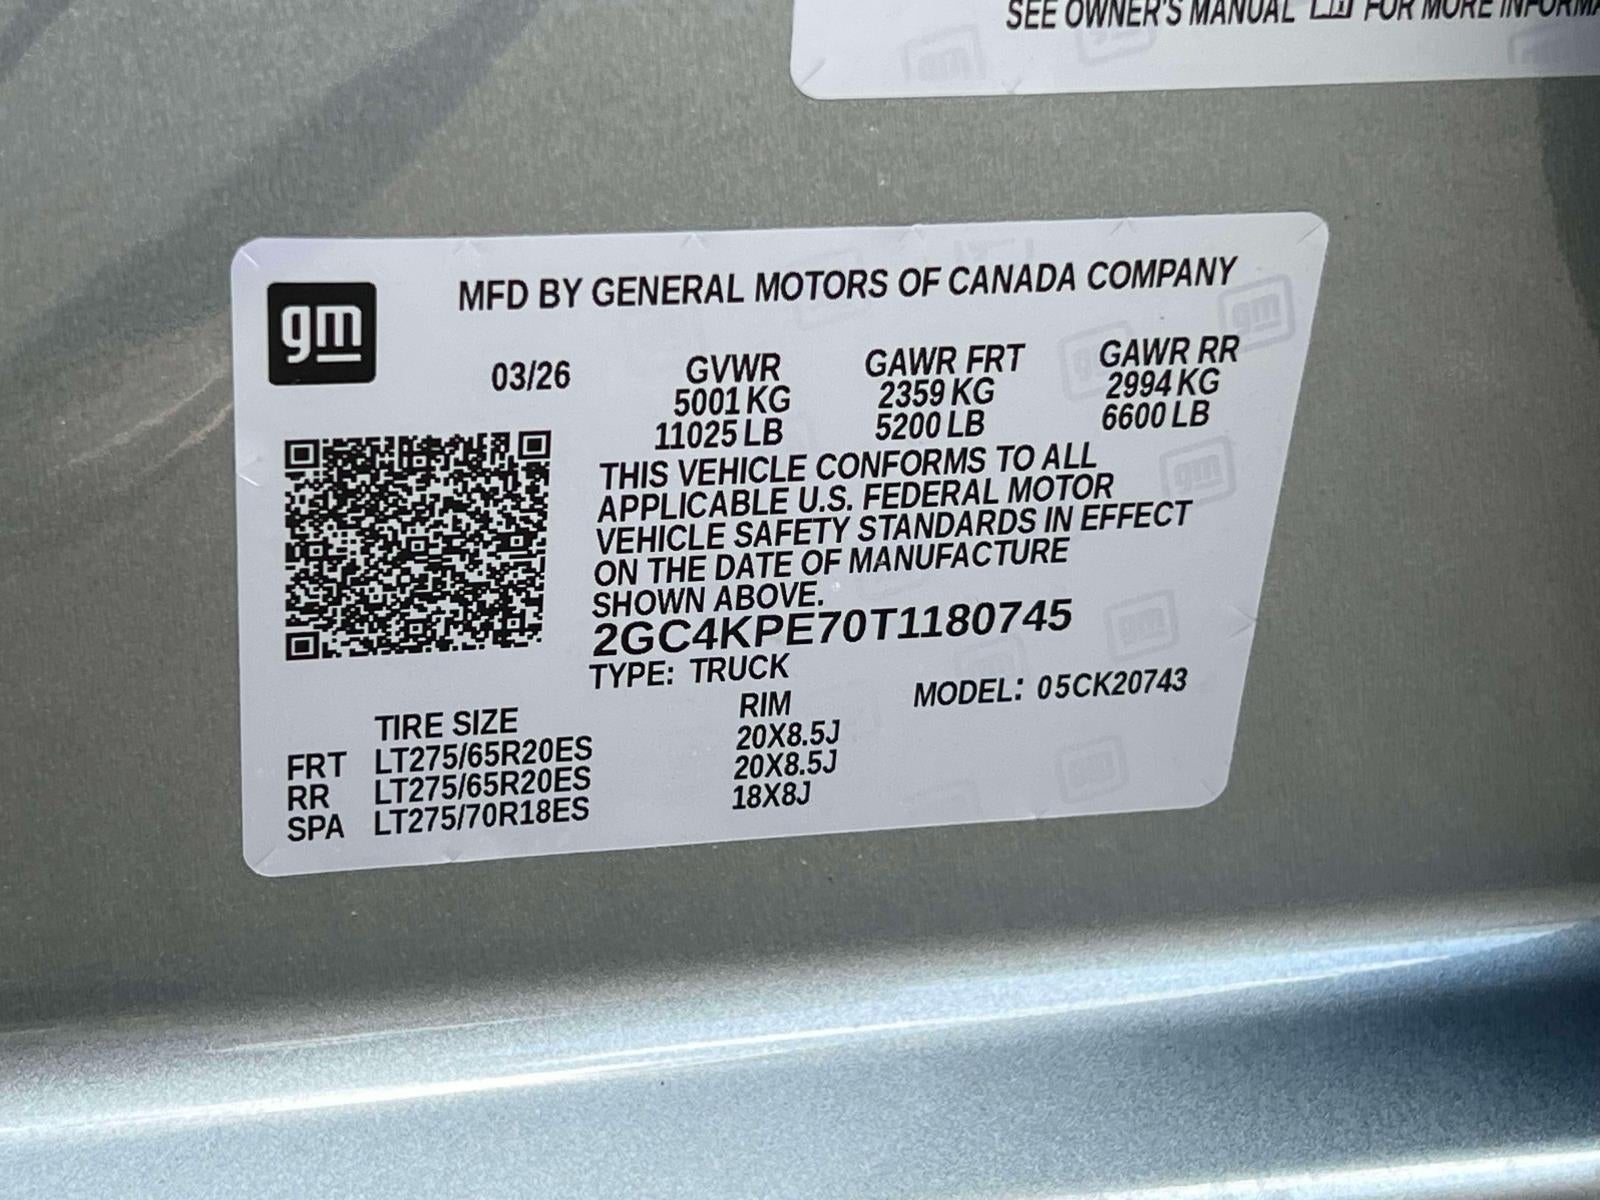 SEE OWNER'S MANUAL FOR MORE
gm
MFD BY GENERAL MOTORS OF CANADA COMPANY
03/26 GVWR GAWR FRT GAWR RR
5001 KG 2359 KG 2994 KG
11025 LB 5200 LB 6600 LB
THIS VEHICLE CONFORMS TO ALL
APPLICABLE U.S. FEDERAL MOTOR
VEHICLE SAFETY STANDARDS IN EFFECT
ON THE DATE OF MANUFACTURE
SHOWN ABOVE.
2GC4KPE70T1180745
TYPE: TRUCK MODEL: 05CK20743
TIRE SIZE RIM
FRT LT275/65R20ES 20X8.5J
RR LT275/65R20ES 20X8.5J
SPA LT275/70R18ES 18X8J